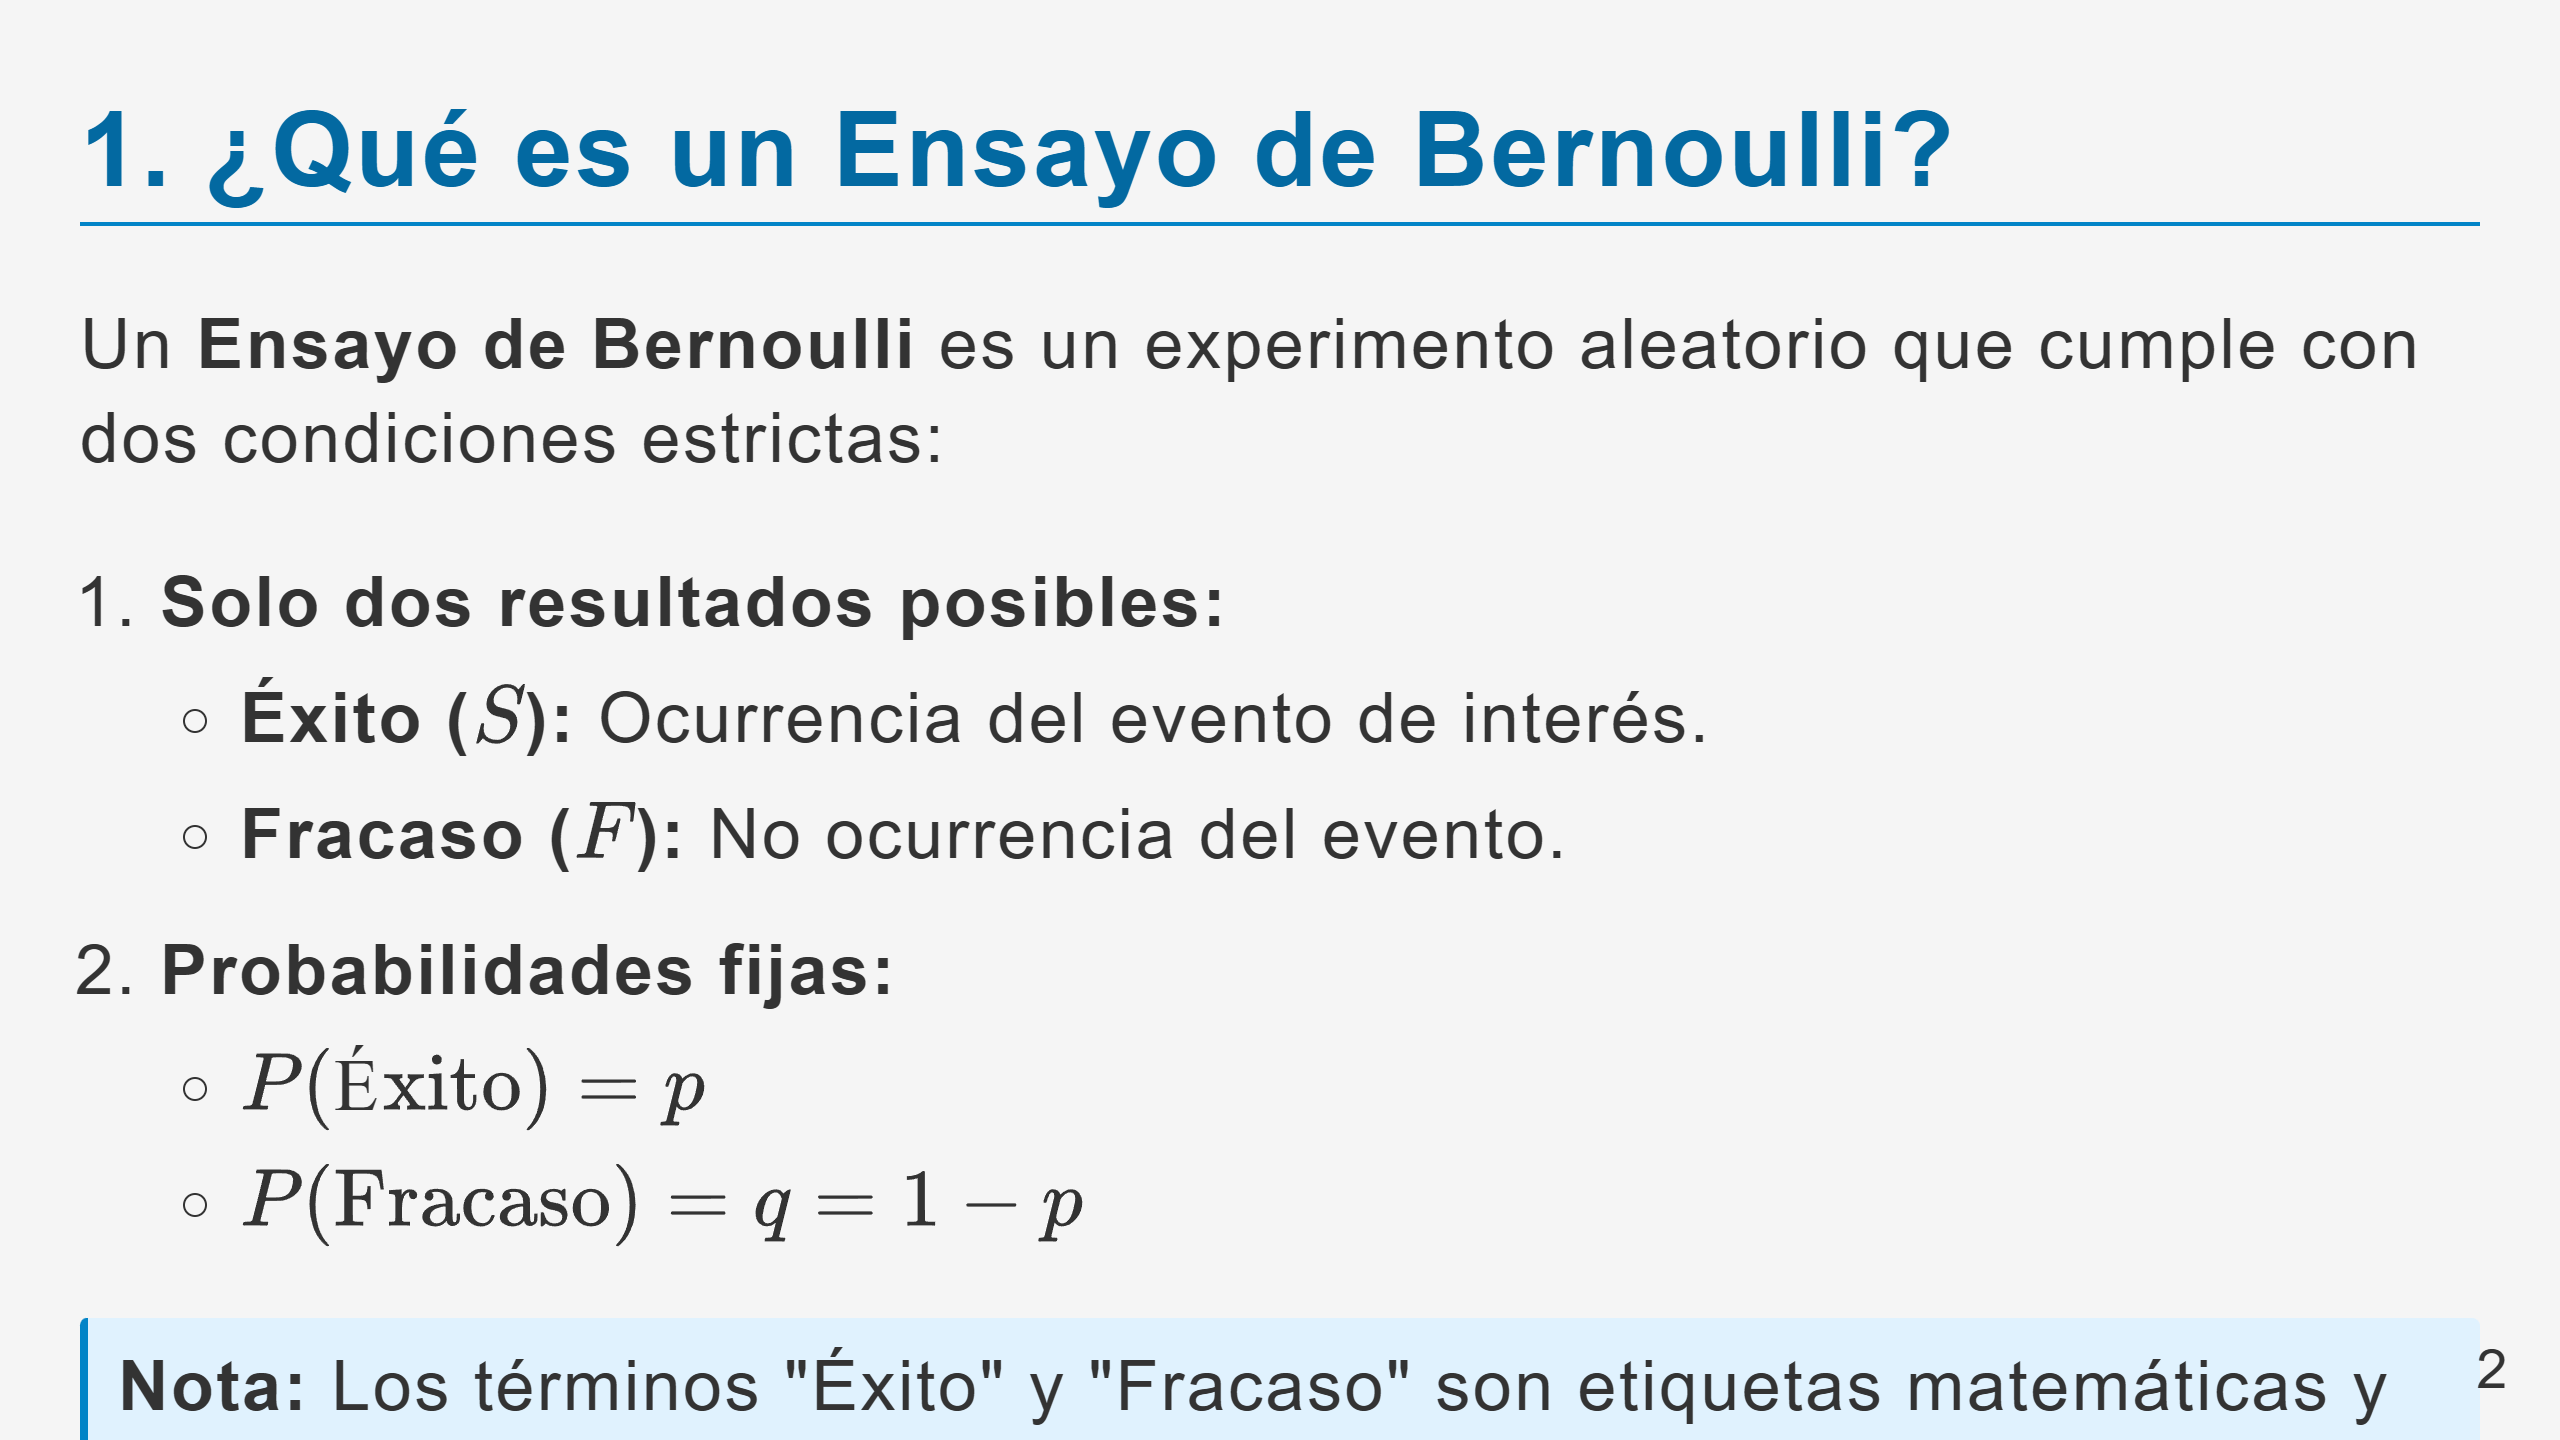 1. ¿Qué es un Ensayo de Bernoulli?
Un Ensayo de Bernoulli es un experimento aleatorio que cumple con
dos condiciones estrictas:
1. Solo dos resultados posibles:
Éxito (S): Ocurrencia del evento de interés.
Fracaso (F): No ocurrencia del evento.
2. Probabilidades fijas:
P(Éxito) = p
P(Fracaso) = q = 1 − p
Nota: Los términos "Éxito" y "Fracaso" son etiquetas matemáticas y
2